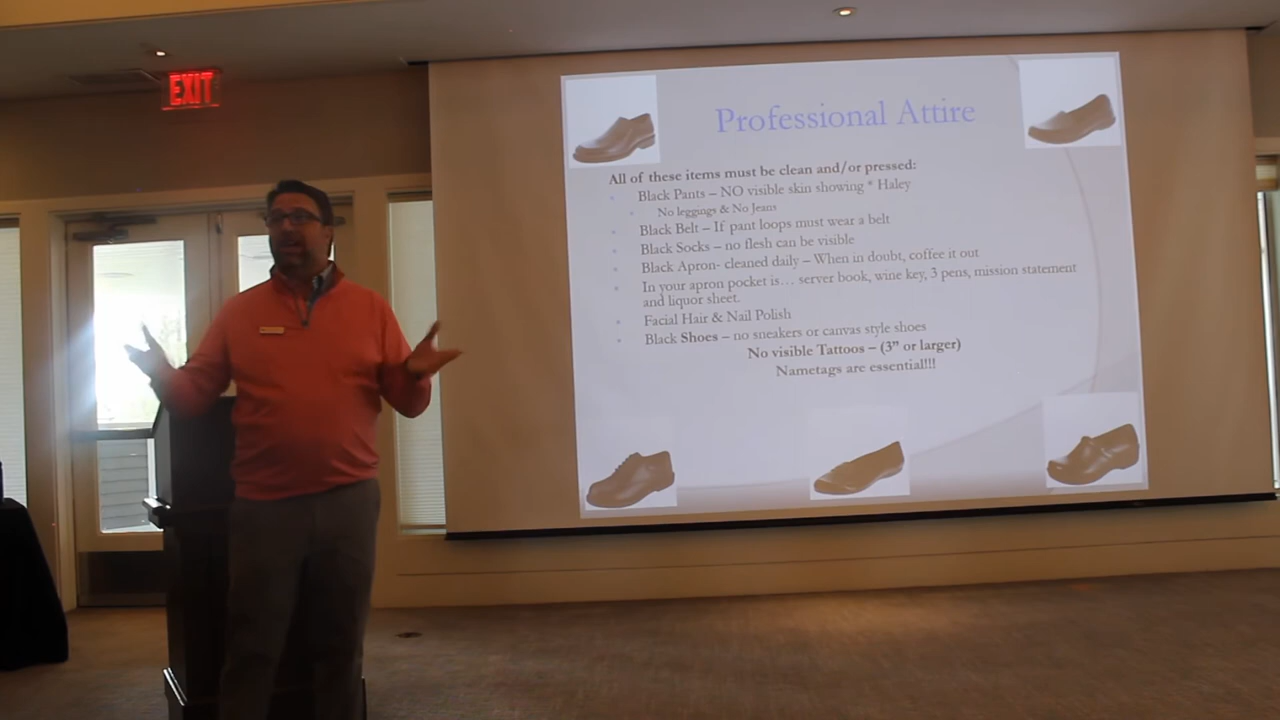 EXIT
Professional Attire
All of these items must be clean and/or pressed:
Black Pants – NO visible skin showing * Haley
No leggings & No Jeans
Black Belt – If pant loops must wear a belt
Black Socks – no flesh can be visible
Black Apron- cleaned daily – When in doubt, coffee it out
In your apron pocket is… server book, wine key, 3 pens, mission statement
and liquor sheet.
Facial Hair & Nail Polish
Black Shoes – no sneakers or canvas style shoes
No visible Tattoos – (3” or larger)
Nametags are essential!!!